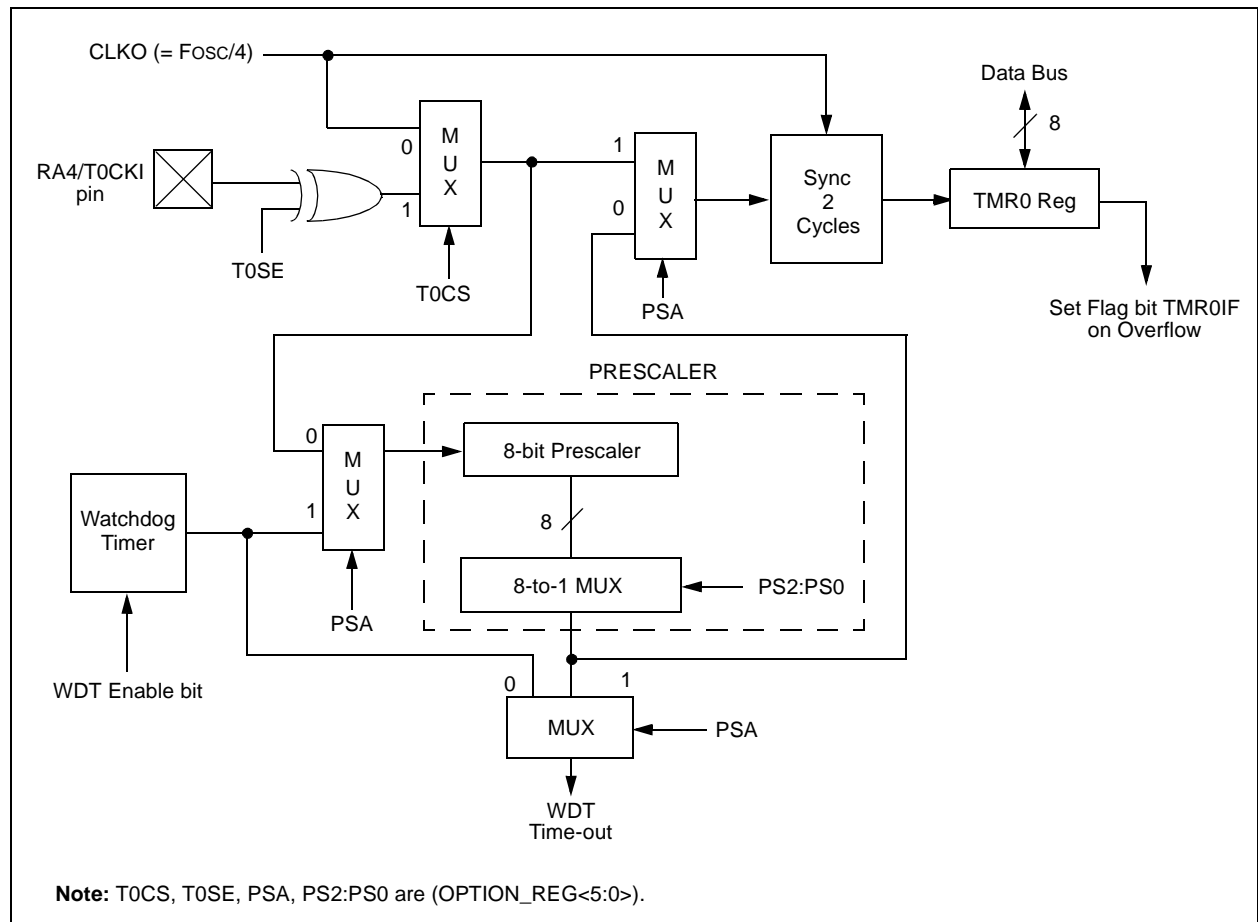 CLKO (= FOSC/4)
Data Bus
8
M
U
X
0
1
T0CS
RA4/T0CKI
pin
T0SE
M
U
X
1
0
PSA
Sync
2
Cycles
TMR0 Reg
Set Flag bit TMR0IF
on Overflow
PRESCALER
8-bit Prescaler
8
8-to-1 MUX
PS2:PS0
0
1
M
U
X
PSA
Watchdog
Timer
WDT Enable bit
0
1
MUX
PSA
WDT
Time-out
Note: T0CS, T0SE, PSA, PS2:PS0 are (OPTION_REG<5:0>).